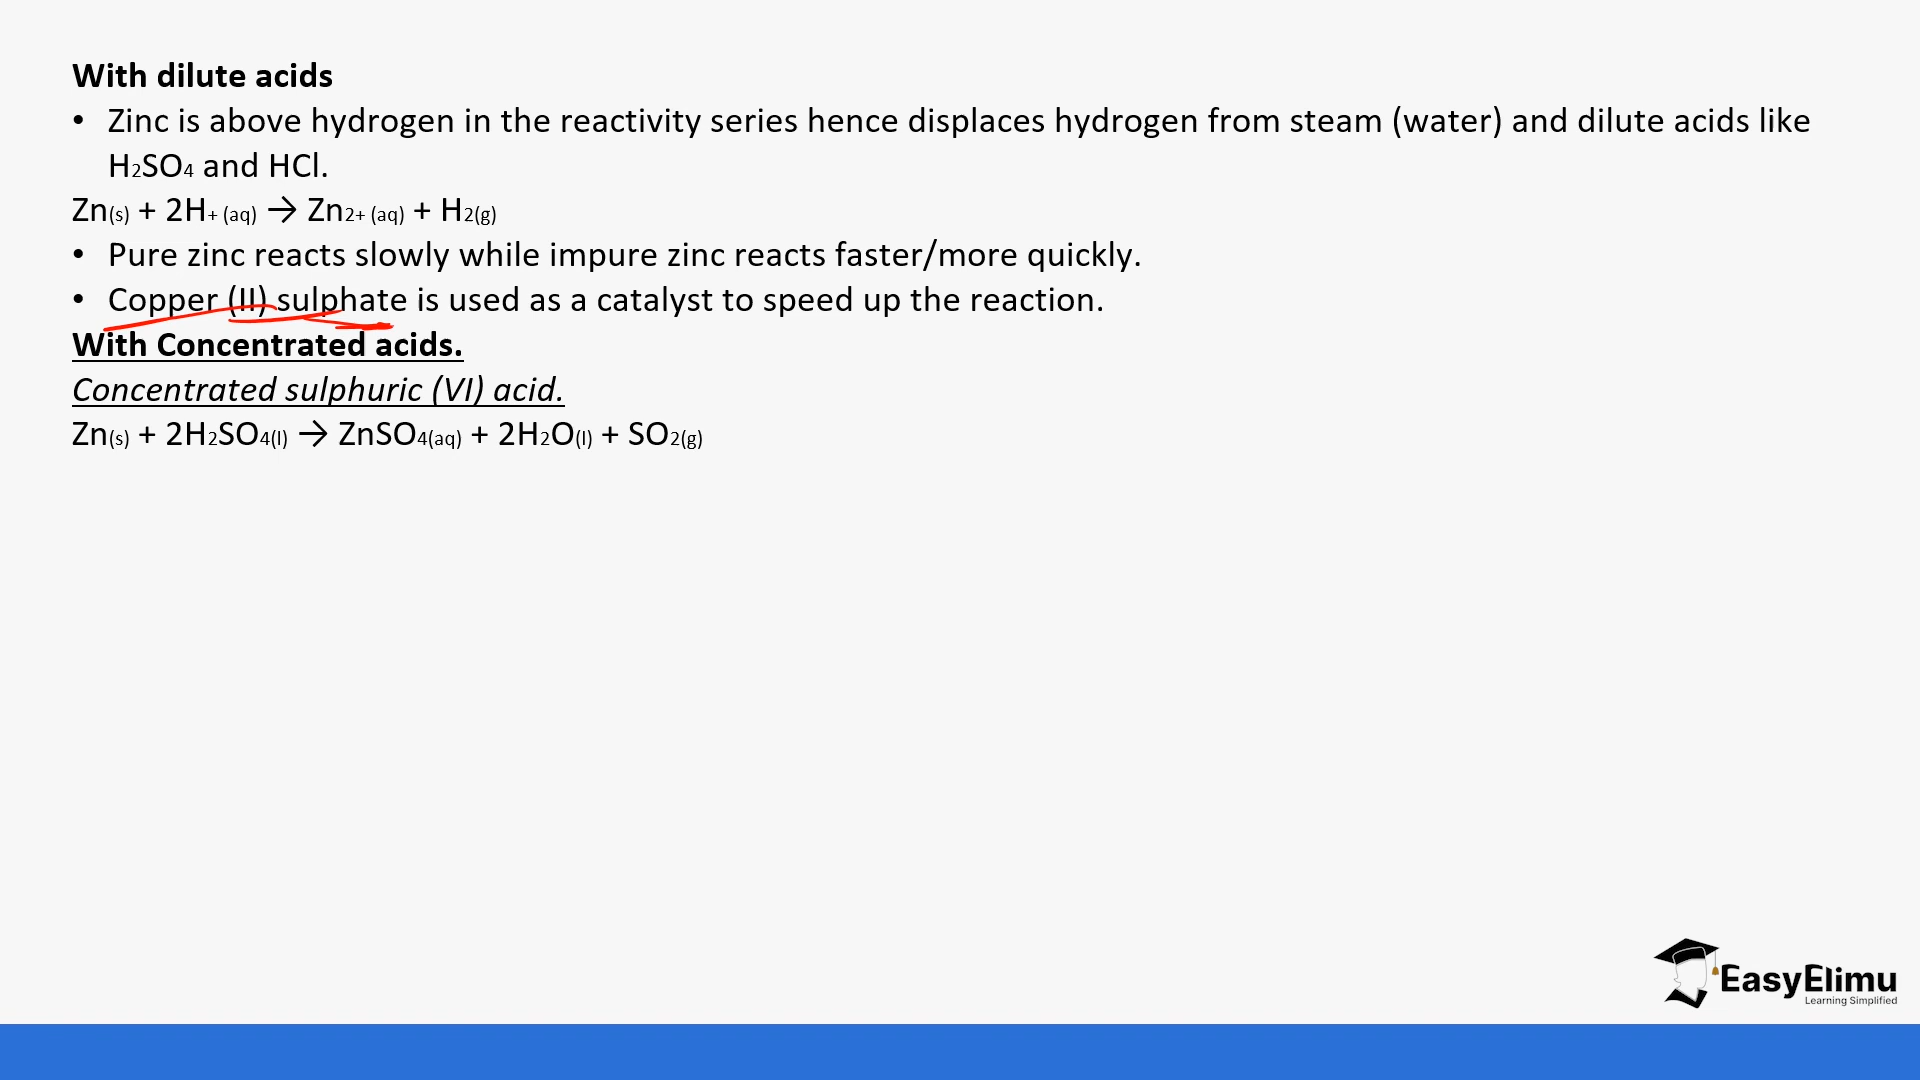 With dilute acids
• Zinc is above hydrogen in the reactivity series hence displaces hydrogen from steam (water) and dilute acids like
H2SO4 and HCl.
Zn(s) + 2H+ (aq) → Zn2+ (aq) + H2(g)
• Pure zinc reacts slowly while impure zinc reacts faster/more quickly.
• Copper (II) sulphate is used as a catalyst to speed up the reaction.
With Concentrated acids.
Concentrated sulphuric (VI) acid.
Zn(s) + 2H2SO4(l) → ZnSO4(aq) + 2H2O(l) + SO2(g)
EasyElimu
Learning Simplified